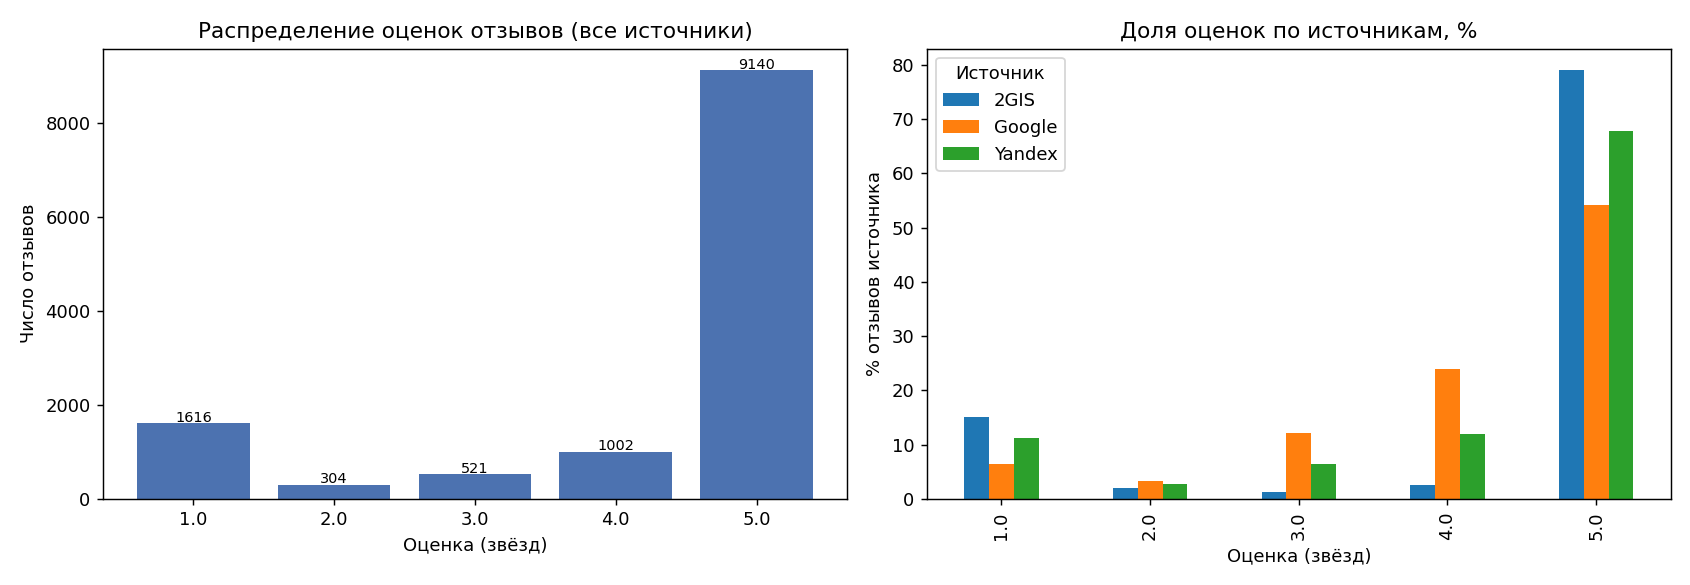 Распределение оценок отзывов (все источники)
Число отзывов
8000
6000
4000
2000
0
1616
304
521
1002
9140
1.0
2.0
3.0
4.0
5.0
Оценка (звёзд)
Доля оценок по источникам, %
% отзывов источника
80
70
60
50
40
30
20
10
0
Источник
2GIS
Google
Yandex
1.0
2.0
3.0
4.0
5.0
Оценка (звёзд)